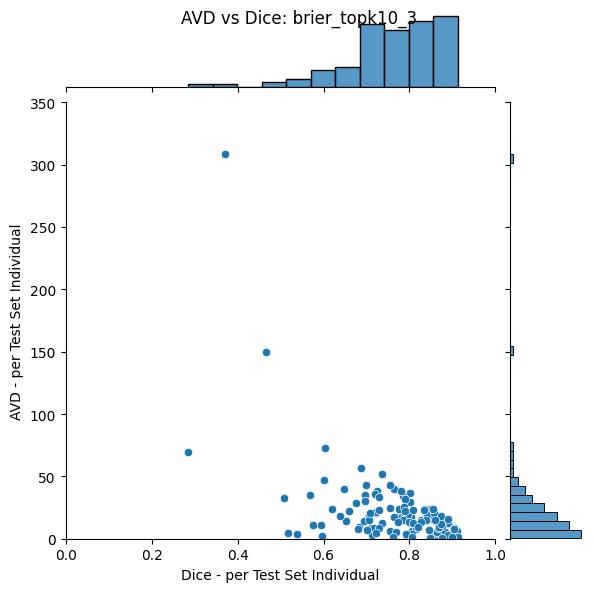 AVD vs Dice: brier_topk10_3
350
300
250
200
150
100
50
0
AVD - per Test Set Individual
0.0 0.2 0.4 0.6 0.8 1.0
Dice - per Test Set Individual